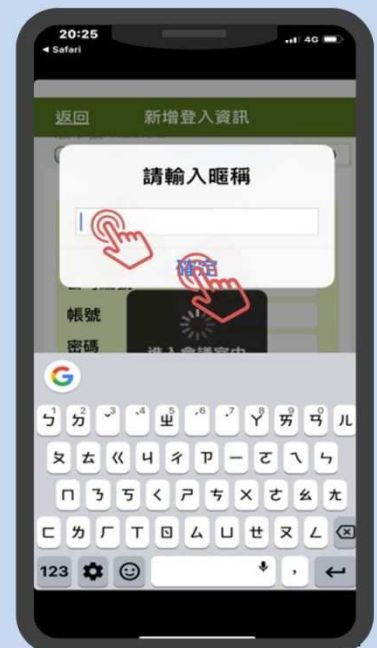 20:25
4G
◀ Safari
返回 新增登入資訊
請輸入暱稱
確定
帳號
密碼
進入會議室中
G
ㄅ ㄉ ˇ ˋ ㄓ ˊ ˙ ㄚ ㄞ ㄢ ㄦ
ㄆ ㄊ ㄍ ㄐ ㄔ ㄗ ㄧ ㄛ ㄟ ㄣ
ㄇ ㄋ ㄎ ㄑ ㄕ ㄘ ㄨ ㄜ ㄠ ㄤ
ㄈ ㄌ ㄏ ㄒ ㄖ ㄙ ㄩ ㄝ ㄡ ㄥ
123 ，